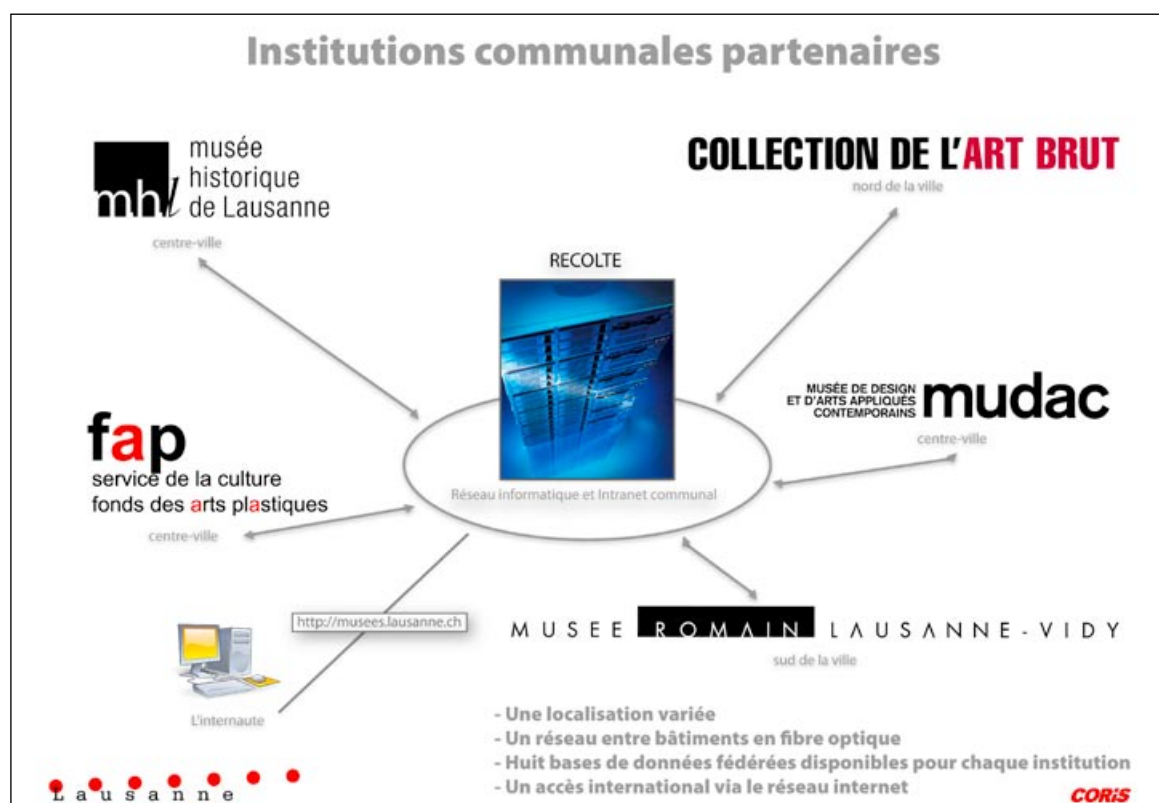 Institutions communales partenaires
mhl
musée
historique
de Lausanne
centre-ville
COLLECTION DE L'ART BRUT
nord de la ville
RECOLTE
Réseau informatique et Intranet communal
MUSÉE DE DESIGN
ET D'ARTS APPLIQUÉS
CONTEMPORAINS
mudac
centre-ville
fap
service de la culture
fonds des arts plastiques
centre-ville
http://musees.lausanne.ch
L'internaute
MUSEE ROMAIN LAUSANNE-VIDY
sud de la ville
- Une localisation variée
- Un réseau entre bâtiments en fibre optique
- Huit bases de données fédérées disponibles pour chaque institution
- Un accès international via le réseau internet
Lausanne
CORiS